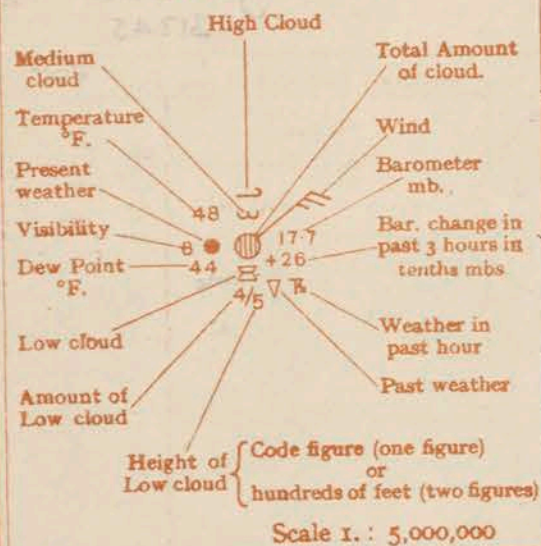 High Cloud
Medium
cloud
Total Amount
of cloud.
Temperature
°F.
Wind
Present
weather
Barometer
mb.
48
Visibility
8
17·7
Bar. change in
past 3 hours in
tenths mbs
+26
Dew Point
°F.
44
4/5
Low cloud
Weather in
past hour
Amount of
Low cloud
Past weather
Height of
Low cloud
Code figure (one figure)
or
hundreds of feet (two figures)
Scale 1. : 5,000,000